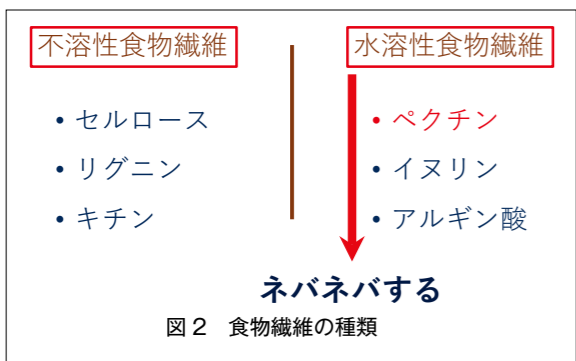 不溶性食物繊維
• セルロース
• リグニン
• キチン
水溶性食物繊維
• ペクチン
• イヌリン
• アルギン酸
ネバネバする
図2 食物繊維の種類